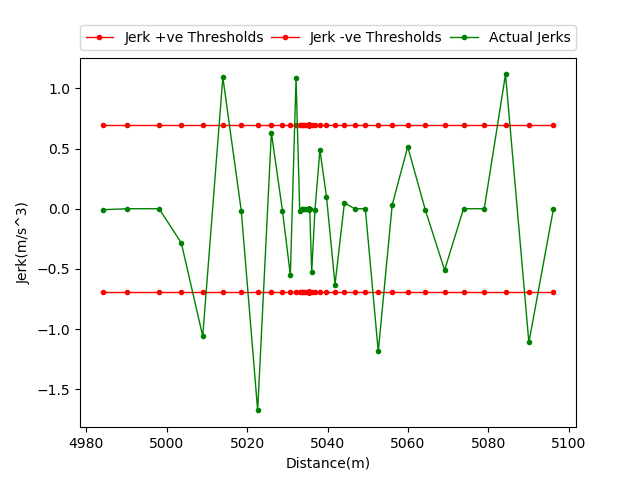 Jerk +ve Thresholds Jerk -ve Thresholds Actual Jerks
1.0
0.5
0.0
−0.5
−1.0
−1.5
Jerk(m/s^3)
4980 5000 5020 5040 5060 5080 5100
Distance(m)